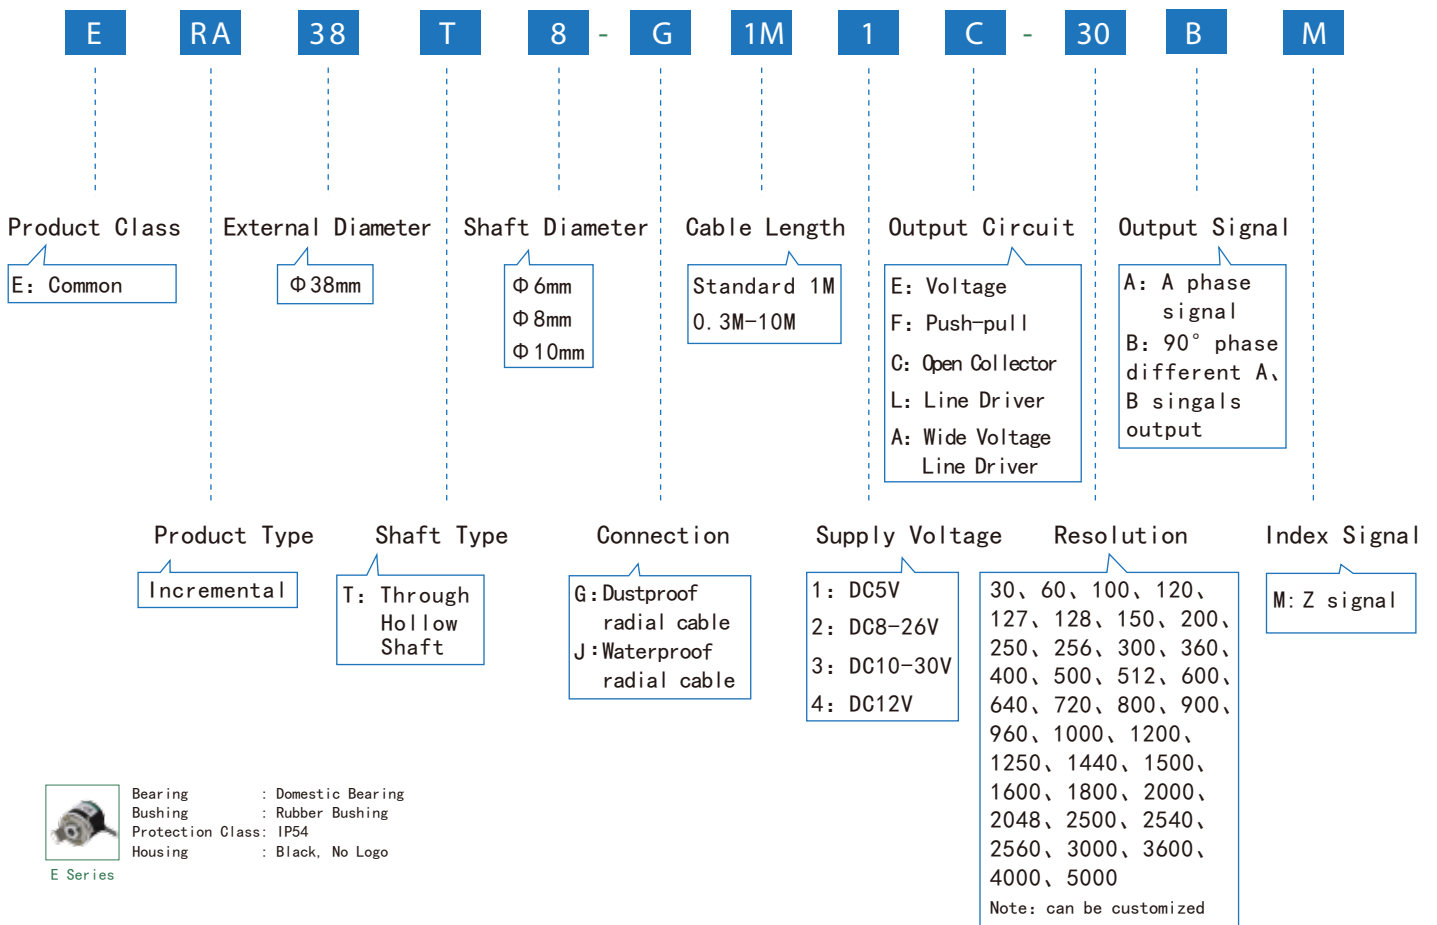 E RA 38 T 8 - G 1M 1 C - 30 B M
Product Class
E: Common
External Diameter
Φ38mm
Shaft Diameter
Φ6mm
Φ8mm
Φ10mm
Cable Length
Standard 1M
0.3M-10M
Output Circuit
E: Voltage
F: Push-pull
C: Open Collector
L: Line Driver
A: Wide Voltage
Line Driver
Output Signal
A: A phase
signal
B: 90° phase
different A、
B singals
output
Product Type
Incremental
Shaft Type
T: Through
Hollow
Shaft
Connection
G:Dustproof
radial cable
J:Waterproof
radial cable
Supply Voltage
1: DC5V
2: DC8-26V
3: DC10-30V
4: DC12V
Resolution
30、60、100、120、
127、128、150、200、
250、256、300、360、
400、500、512、600、
640、720、800、900、
960、1000、1200、
1250、1440、1500、
1600、1800、2000、
2048、2500、2540、
2560、3000、3600、
4000、5000
Note: can be customized
Index Signal
M: Z signal
Bearing : Domestic Bearing
Bushing : Rubber Bushing
Protection Class: IP54
Housing : Black, No Logo
E Series